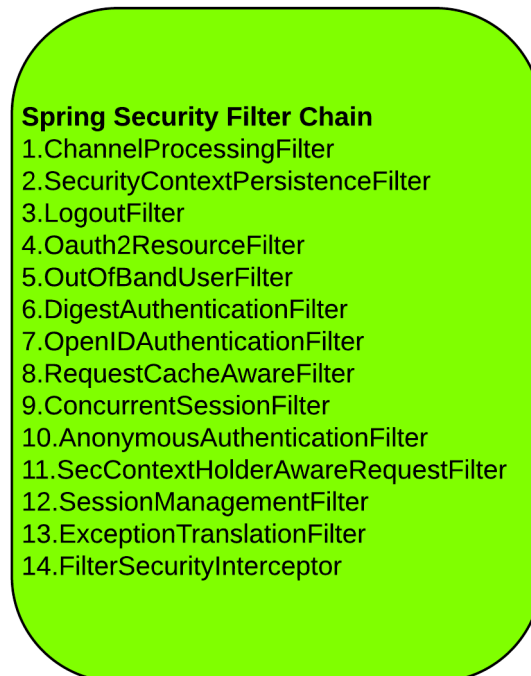 Spring Security Filter Chain
1.ChannelProcessingFilter
2.SecurityContextPersistenceFilter
3.LogoutFilter
4.Oauth2ResourceFilter
5.OutOfBandUserFilter
6.DigestAuthenticationFilter
7.OpenIDAuthenticationFilter
8.RequestCacheAwareFilter
9.ConcurrentSessionFilter
10.AnonymousAuthenticationFilter
11.SecContextHolderAwareRequestFilter
12.SessionManagementFilter
13.ExceptionTranslationFilter
14.FilterSecurityInterceptor